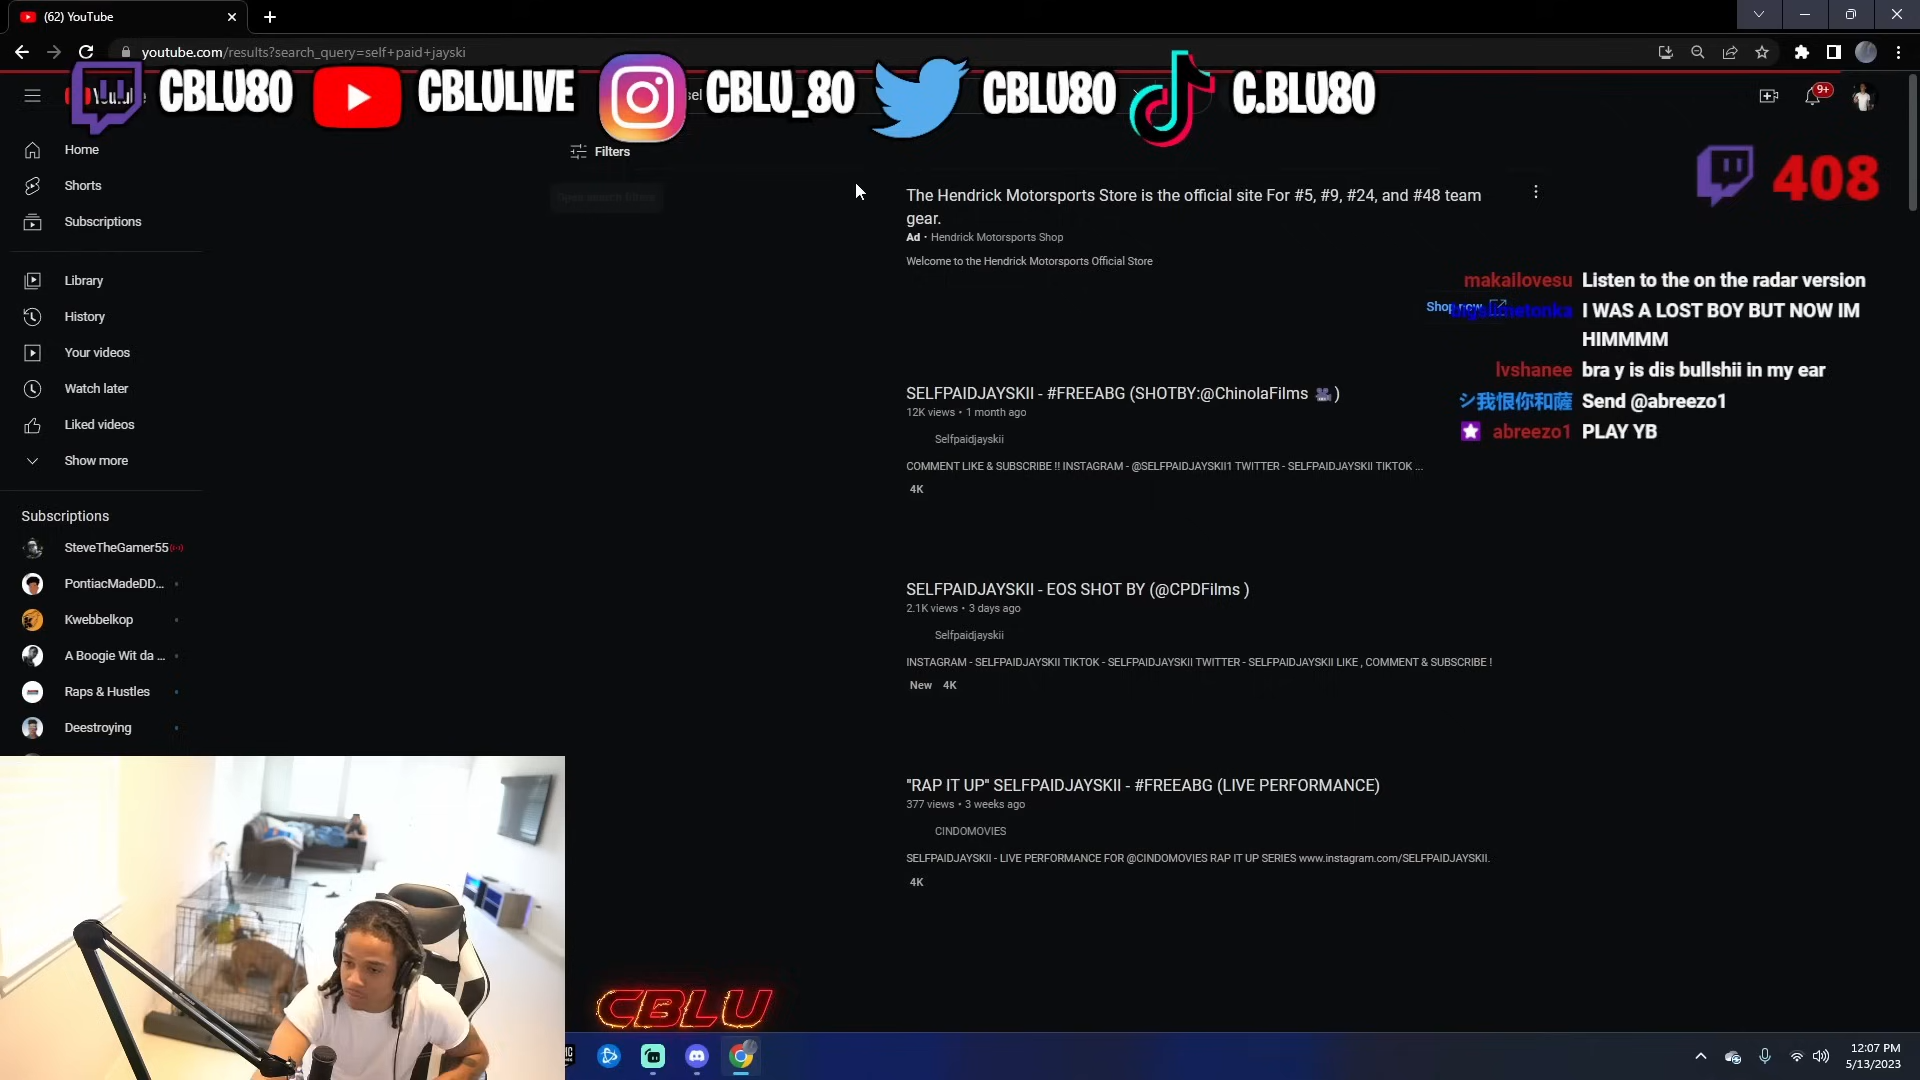 (62) YouTube
youtube.com/results?search_query=self+paid+jayski
CBLU80
CBLULIVE
sel
CBLU_80
CBLU80
C.BLU80
9+
Home
Shorts
Subscriptions
Library
History
Your videos
Watch later
Liked videos
Show more
Subscriptions
SteveTheGamer55
PontiacMadeDD...
Kwebbelkop
A Boogie Wit da ...
Raps & Hustles
Deestroying
Filters
The Hendrick Motorsports Store is the official site For #5, #9, #24, and #48 team
gear.
Ad · Hendrick Motorsports Shop
Welcome to the Hendrick Motorsports Official Store
Shop now
SELFPAIDJAYSKII - #FREEABG (SHOTBY:@ChinolaFilms 🎥 )
12K views • 1 month ago
Selfpaidjayskii
COMMENT LIKE & SUBSCRIBE !! INSTAGRAM - @SELFPAIDJAYSKII1 TWITTER - SELFPAIDJAYSKII TIKTOK ...
4K
SELFPAIDJAYSKII - EOS SHOT BY (@CPDFilms )
2.1K views • 3 days ago
Selfpaidjayskii
INSTAGRAM - SELFPAIDJAYSKII TIKTOK - SELFPAIDJAYSKII TWITTER - SELFPAIDJAYSKII LIKE , COMMENT & SUBSCRIBE !
New 4K
"RAP IT UP" SELFPAIDJAYSKII - #FREEABG (LIVE PERFORMANCE)
377 views • 3 weeks ago
CINDOMOVIES
SELFPAIDJAYSKII - LIVE PERFORMANCE FOR @CINDOMOVIES RAP IT UP SERIES www.instagram.com/SELFPAIDJAYSKII.
4K
408
makailovesu Listen to the on the radar version
bigslimetonka I WAS A LOST BOY BUT NOW IM
HIMMMM
lvshanee bra y is dis bullshii in my ear
シ我恨你和薩 Send @abreezo1
abreezo1 PLAY YB
CBLU
12:07 PM
5/13/2023